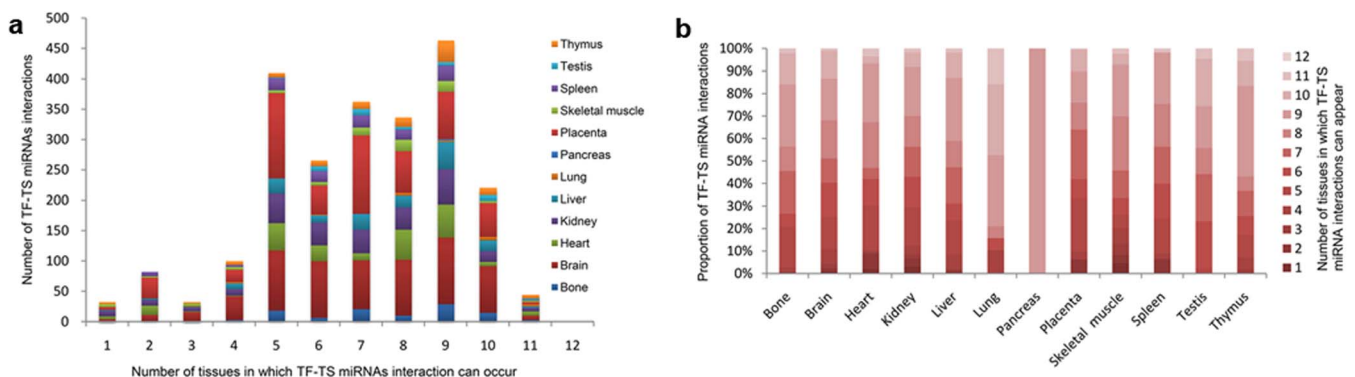 a
Number of TF-TS miRNAs interactions
500
450
400
350
300
250
200
150
100
50
0
1 2 3 4 5 6 7 8 9 10 11 12
Number of tissues in which TF-TS miRNAs interaction can occur
Thymus
Testis
Spleen
Skeletal muscle
Placenta
Pancreas
Lung
Liver
Kidney
Heart
Brain
Bone
b
Proportion of TF-TS miRNA interactions
100%
90%
80%
70%
60%
50%
40%
30%
20%
10%
0%
Bone
Brain
Heart
Kidney
Liver
Lung
Pancreas
Placenta
Skeletal muscle
Spleen
Testis
Thymus
12
11
10
9
8
7
6
5
4
3
2
1
Number of tissues in which TF-TS
miRNA interactions can appear